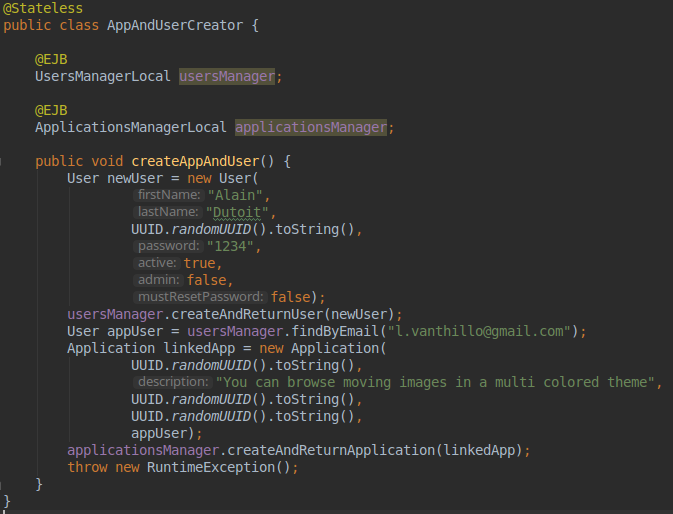 @Stateless
public class AppAndUserCreator {
@EJB
UsersManagerLocal usersManager;
@EJB
ApplicationsManagerLocal applicationsManager;
public void createAppAndUser() {
User newUser = new User(
firstName: "Alain",
lastName: "Dutoit",
UUID.randomUUID().toString(),
password: "1234",
active: true,
admin: false,
mustResetPassword: false);
usersManager.createAndReturnUser(newUser);
User appUser = usersManager.findByEmail("l.vanthillo@gmail.com");
Application linkedApp = new Application(
UUID.randomUUID().toString(),
description: "You can browse moving images in a multi colored theme",
UUID.randomUUID().toString(),
UUID.randomUUID().toString(),
appUser);
applicationsManager.createAndReturnApplication(linkedApp);
throw new RuntimeException();
}
}